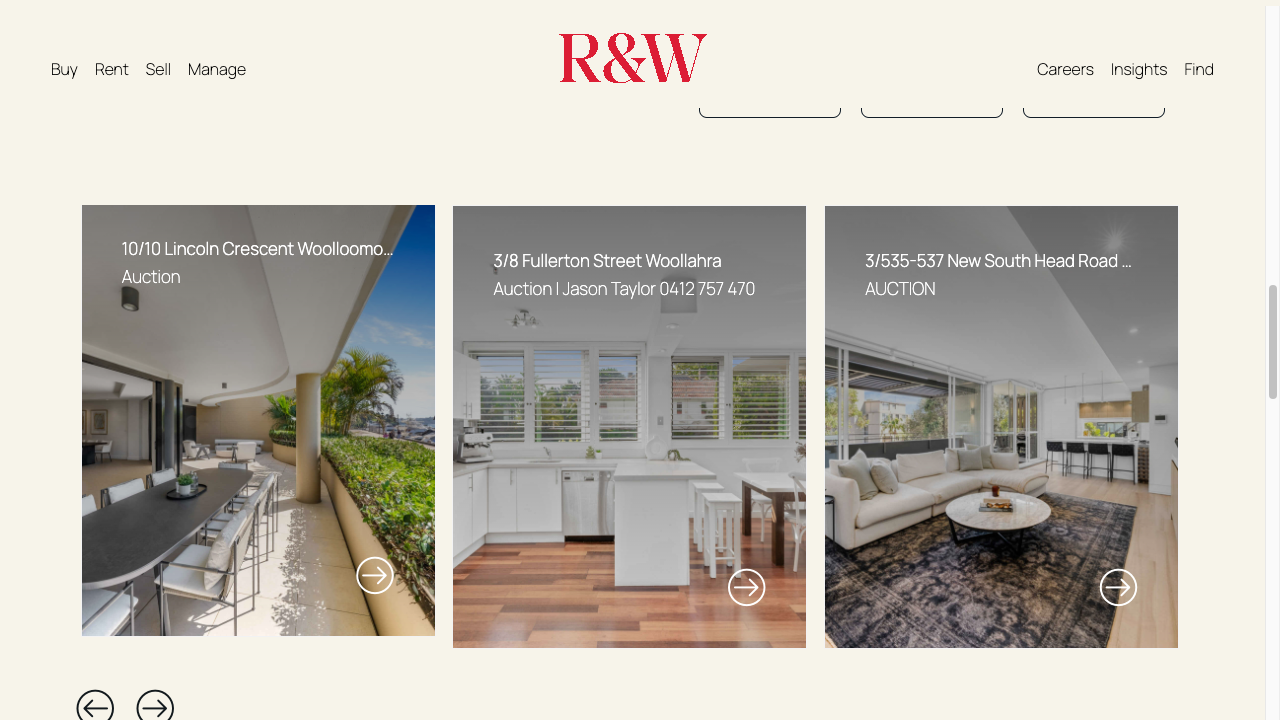 Buy Rent Sell Manage
R&W
Careers Insights Find
10/10 Lincoln Crescent Woolloomo...
Auction
3/8 Fullerton Street Woollahra
Auction | Jason Taylor 0412 757 470
3/535-537 New South Head Road ...
AUCTION